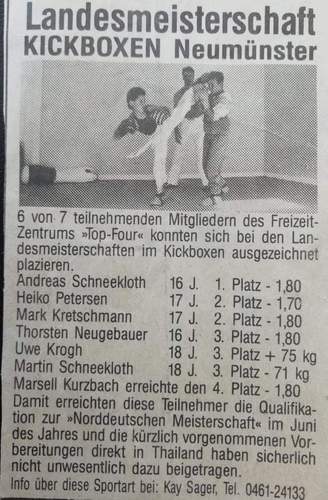 Landesmeisterschaft
KICKBOXEN Neumünster
6 von 7 teilnehmenden Mitgliedern des Freizeit-
Zentrums »Top-Four« konnten sich bei den Lan-
desmeisterschaften im Kickboxen ausgezeichnet
plazieren.
Andreas Schneekloth 16 J. 1. Platz - 1,80
Heiko Petersen 17 J. 2. Platz - 1,70
Mark Kretschmann 17 J. 2. Platz - 1,80
Thorsten Neugebauer 16 J. 3. Platz - 1,80
Uwe Krogh 18 J. 3. Platz + 75 kg
Martin Schneekloth 18 J. 3. Platz - 71 kg
Marsell Kurzbach erreichte den 4. Platz - 1,80
Damit erreichten diese Teilnehmer die Qualifika-
tion zur »Norddeutschen Meisterschaft« im Juni
des Jahres und die kürzlich vorgenommenen Vor-
bereitungen direkt in Thailand haben sicherlich
nicht unwesentlich dazu beigetragen.
Info über diese Sportart bei: Kay Sager, Tel. 0461-24133